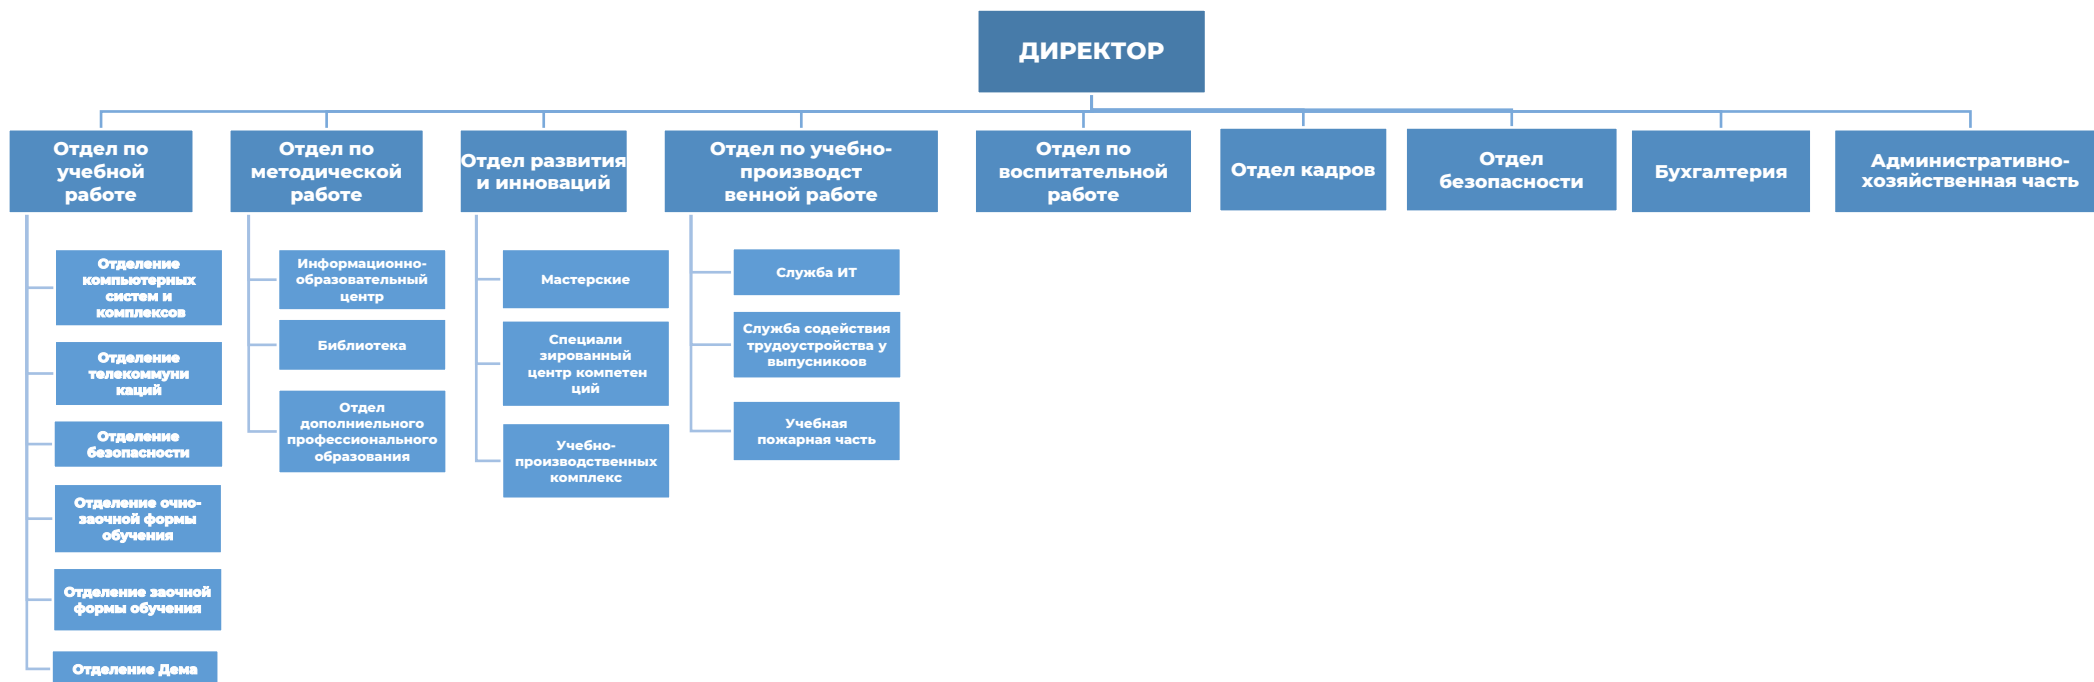 ДИРЕКТОР
Отдел по
учебной
работе
Отдел по
методической
работе
Отдел развития
и инноваций
Отдел по учебно-
производст
венной работе
Отдел по
воспитательной
работе
Отдел кадров
Отдел
безопасности
Бухгалтерия
Административно-
хозяйственная часть
Отделение
компьютерных
систем и
комплексов
Отделение
телекоммуни
каций
Отделение
безопасности
Отделение очно-
заочной формы
обучения
Отделение заочной
формы обучения
Отделение Дема
Информационно-
образовательный
центр
Библиотека
Отдел
дополниельного
профессионального
образования
Мастерские
Специали
зированный
центр компетен
ций
Учебно-
производственных
комплекс
Служба ИТ
Служба содействия
трудоустройства у
выпусникоов
Учебная
пожарная часть